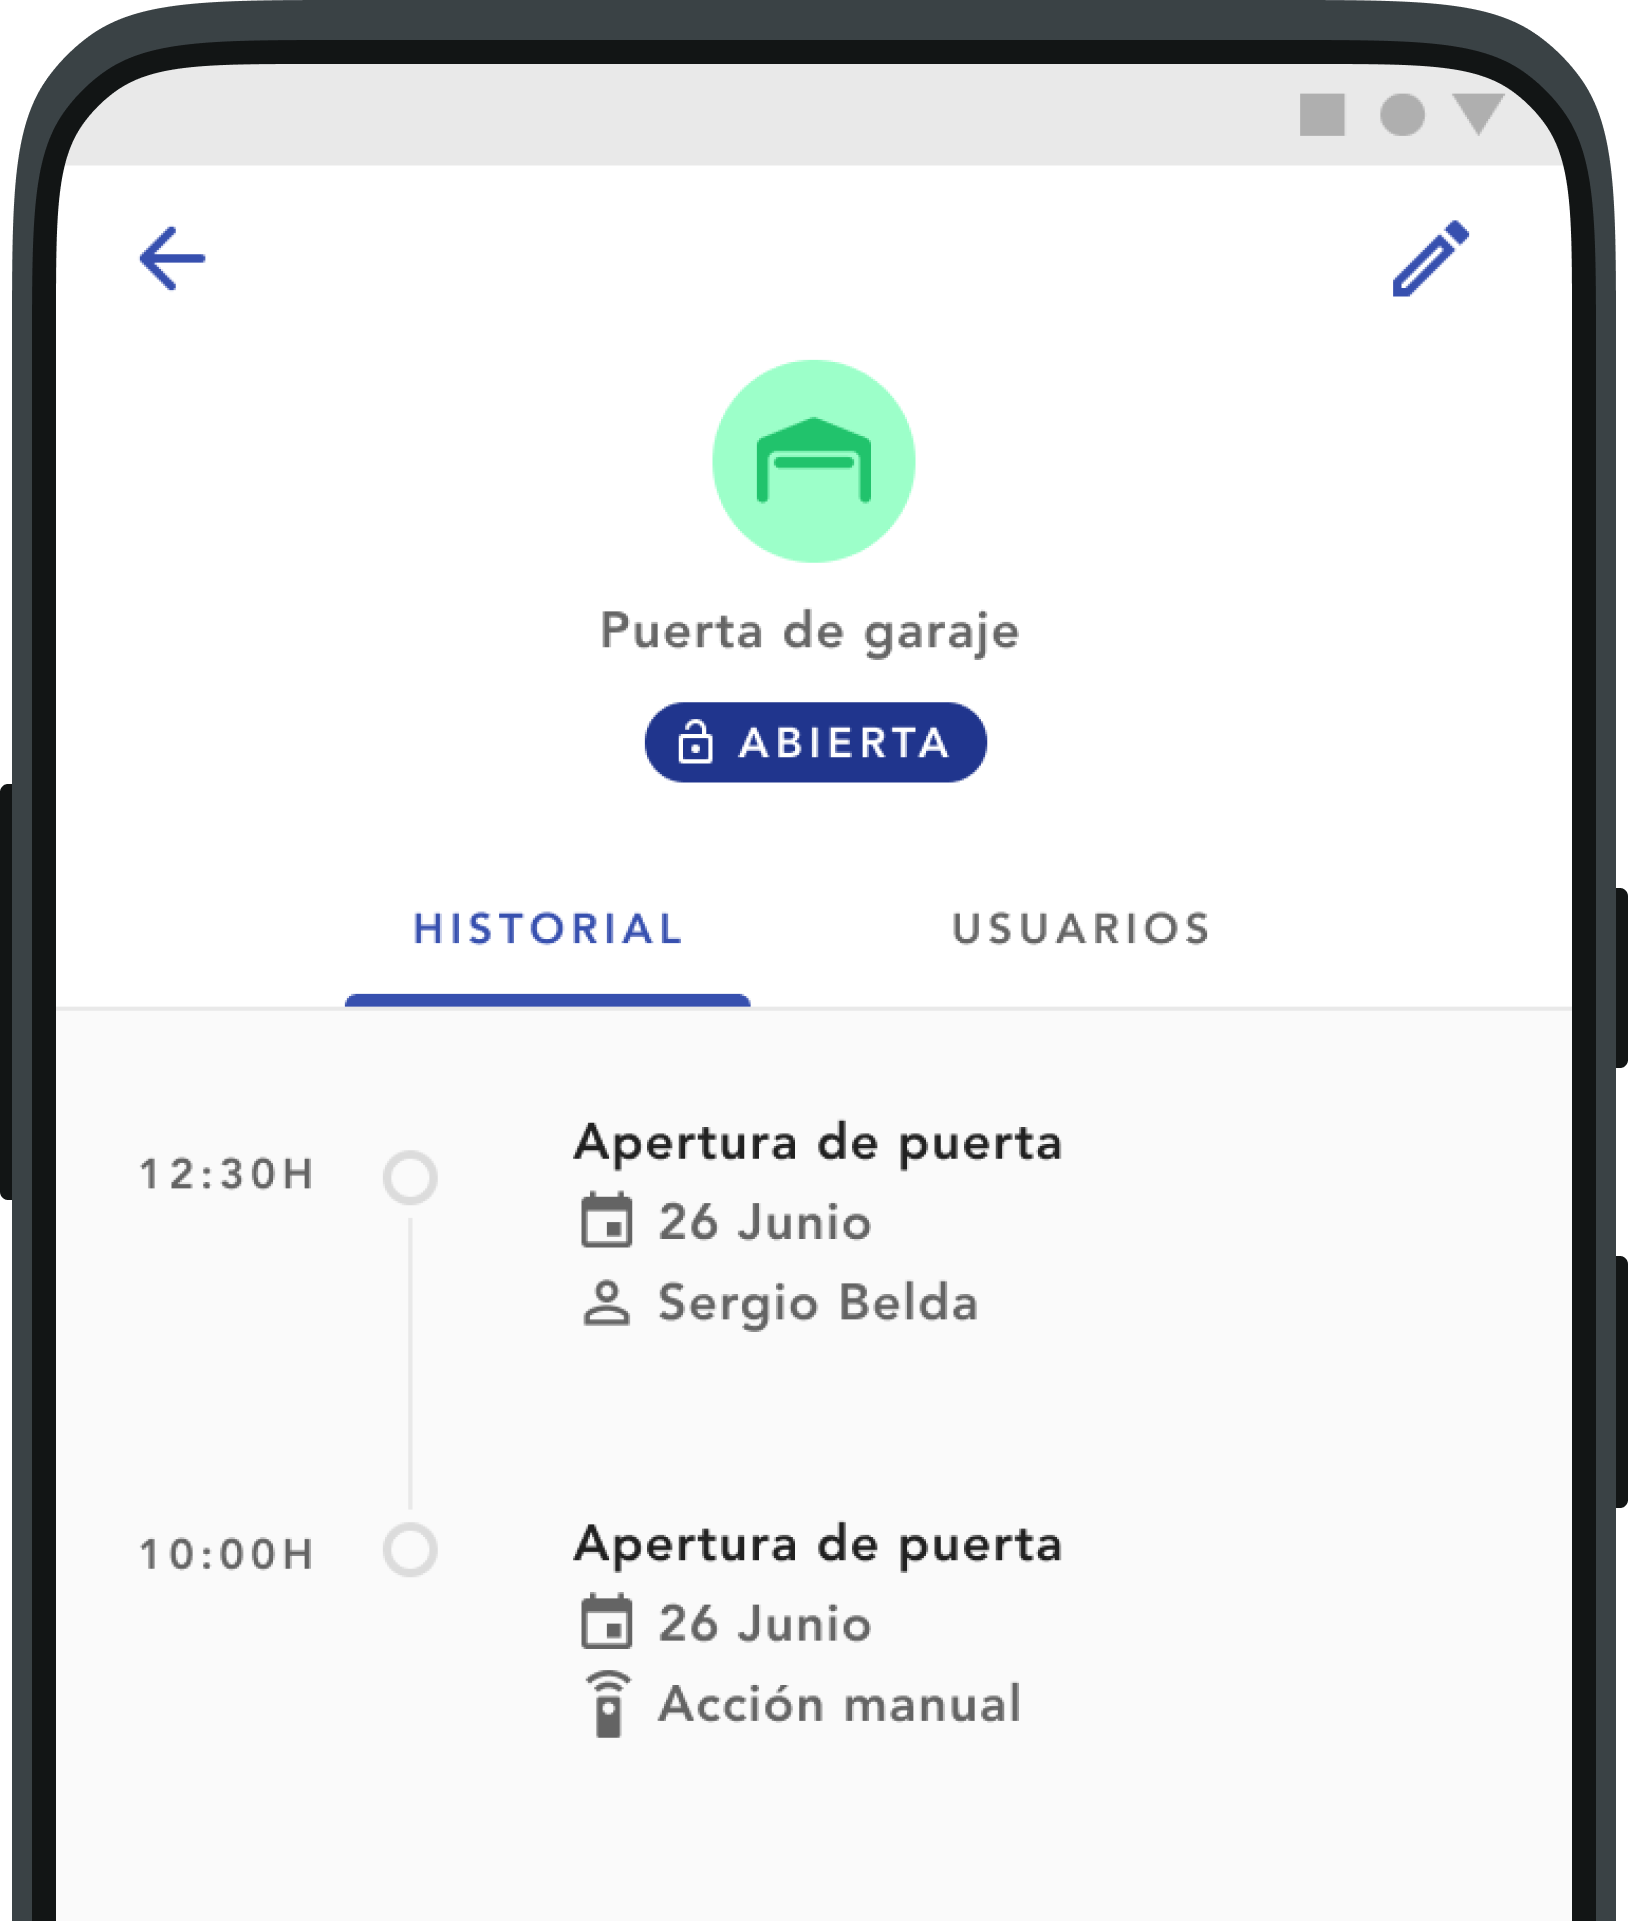 Puerta de garaje
ABIERTA
HISTORIAL
USUARIOS
12:30H
Apertura de puerta
26 Junio
Sergio Belda
10:00H
Apertura de puerta
26 Junio
Acción manual